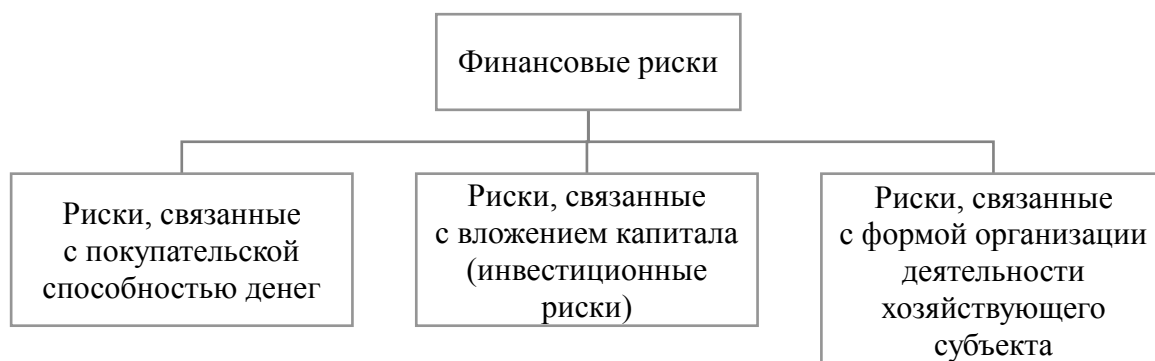 Финансовые риски
Риски, связанные
с покупательской
способностью денег
Риски, связанные
с вложением капитала
(инвестиционные
риски)
Риски, связанные
с формой организации
деятельности
хозяйствующего
субъекта